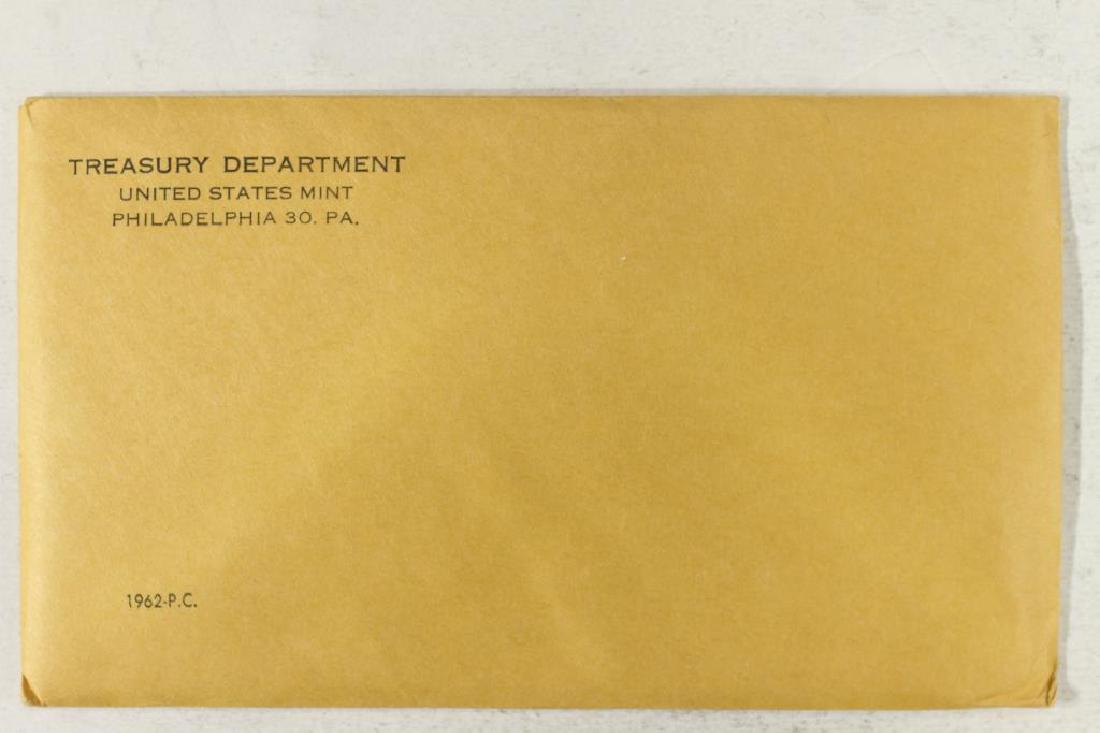 TREASURY DEPARTMENT
UNITED STATES MINT
PHILADELPHIA 30, PA.
1962-P.C.